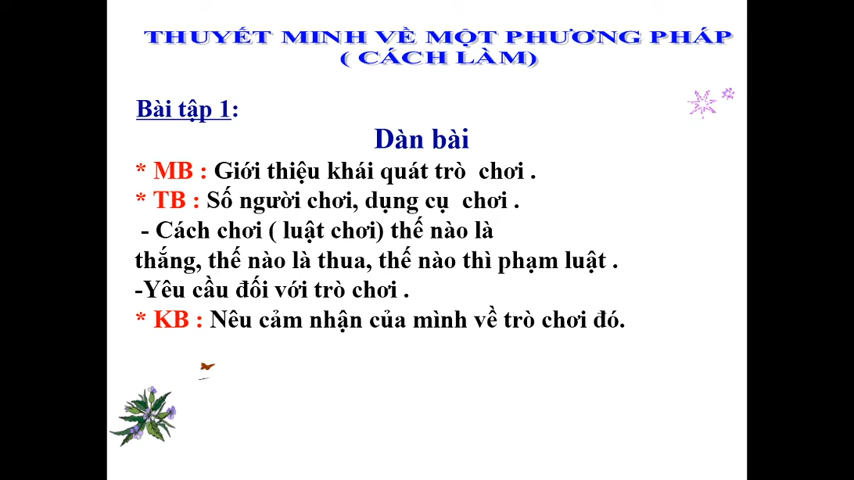 THUYẾT MINH VỀ MỘT PHƯƠNG PHÁP
( CÁCH LÀM)
Bài tập 1:
Dàn bài
* MB : Giới thiệu khái quát trò chơi .
* TB : Số người chơi, dụng cụ chơi .
- Cách chơi ( luật chơi) thế nào là
thắng, thế nào là thua, thế nào thì phạm luật .
-Yêu cầu đối với trò chơi .
* KB : Nêu cảm nhận của mình về trò chơi đó.